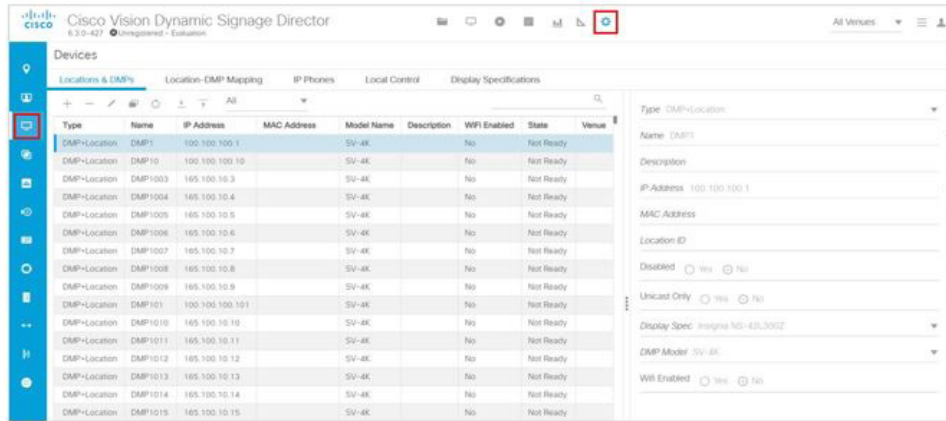 CISCO
Cisco Vision Dynamic Signage Director
6.3.0-427 Unregistered - Evaluation
All Venues
Devices
Locations & DMPs Location-DMP Mapping IP Phones Local Control Display Specifications
All
Type Name IP Address MAC Address Model Name Description WiFi Enabled State Venue
DMP+Location DMP1 100.100.100.1 SV-4K No Not Ready
DMP+Location DMP10 100.100.100.10 SV-4K No Not Ready
DMP+Location DMP1003 165.100.10.3 SV-4K No Not Ready
DMP+Location DMP1004 165.100.10.4 SV-4K No Not Ready
DMP+Location DMP1005 165.100.10.5 SV-4K No Not Ready
DMP+Location DMP1006 165.100.10.6 SV-4K No Not Ready
DMP+Location DMP1007 165.100.10.7 SV-4K No Not Ready
DMP+Location DMP1008 165.100.10.8 SV-4K No Not Ready
DMP+Location DMP1009 165.100.10.9 SV-4K No Not Ready
DMP+Location DMP101 100.100.100.101 SV-4K No Not Ready
DMP+Location DMP1010 165.100.10.10 SV-4K No Not Ready
DMP+Location DMP1011 165.100.10.11 SV-4K No Not Ready
DMP+Location DMP1012 165.100.10.12 SV-4K No Not Ready
DMP+Location DMP1013 165.100.10.13 SV-4K No Not Ready
DMP+Location DMP1014 165.100.10.14 SV-4K No Not Ready
DMP+Location DMP1015 165.100.10.15 SV-4K No Not Ready
Type DMP+Location
Name DMP1
Description
IP Address 100.100.100.1
MAC Address
Location ID
Disabled Yes No
Unicast Only Yes No
Display Spec Insignia
DMP Model SV-4K
Wifi Enabled Yes No